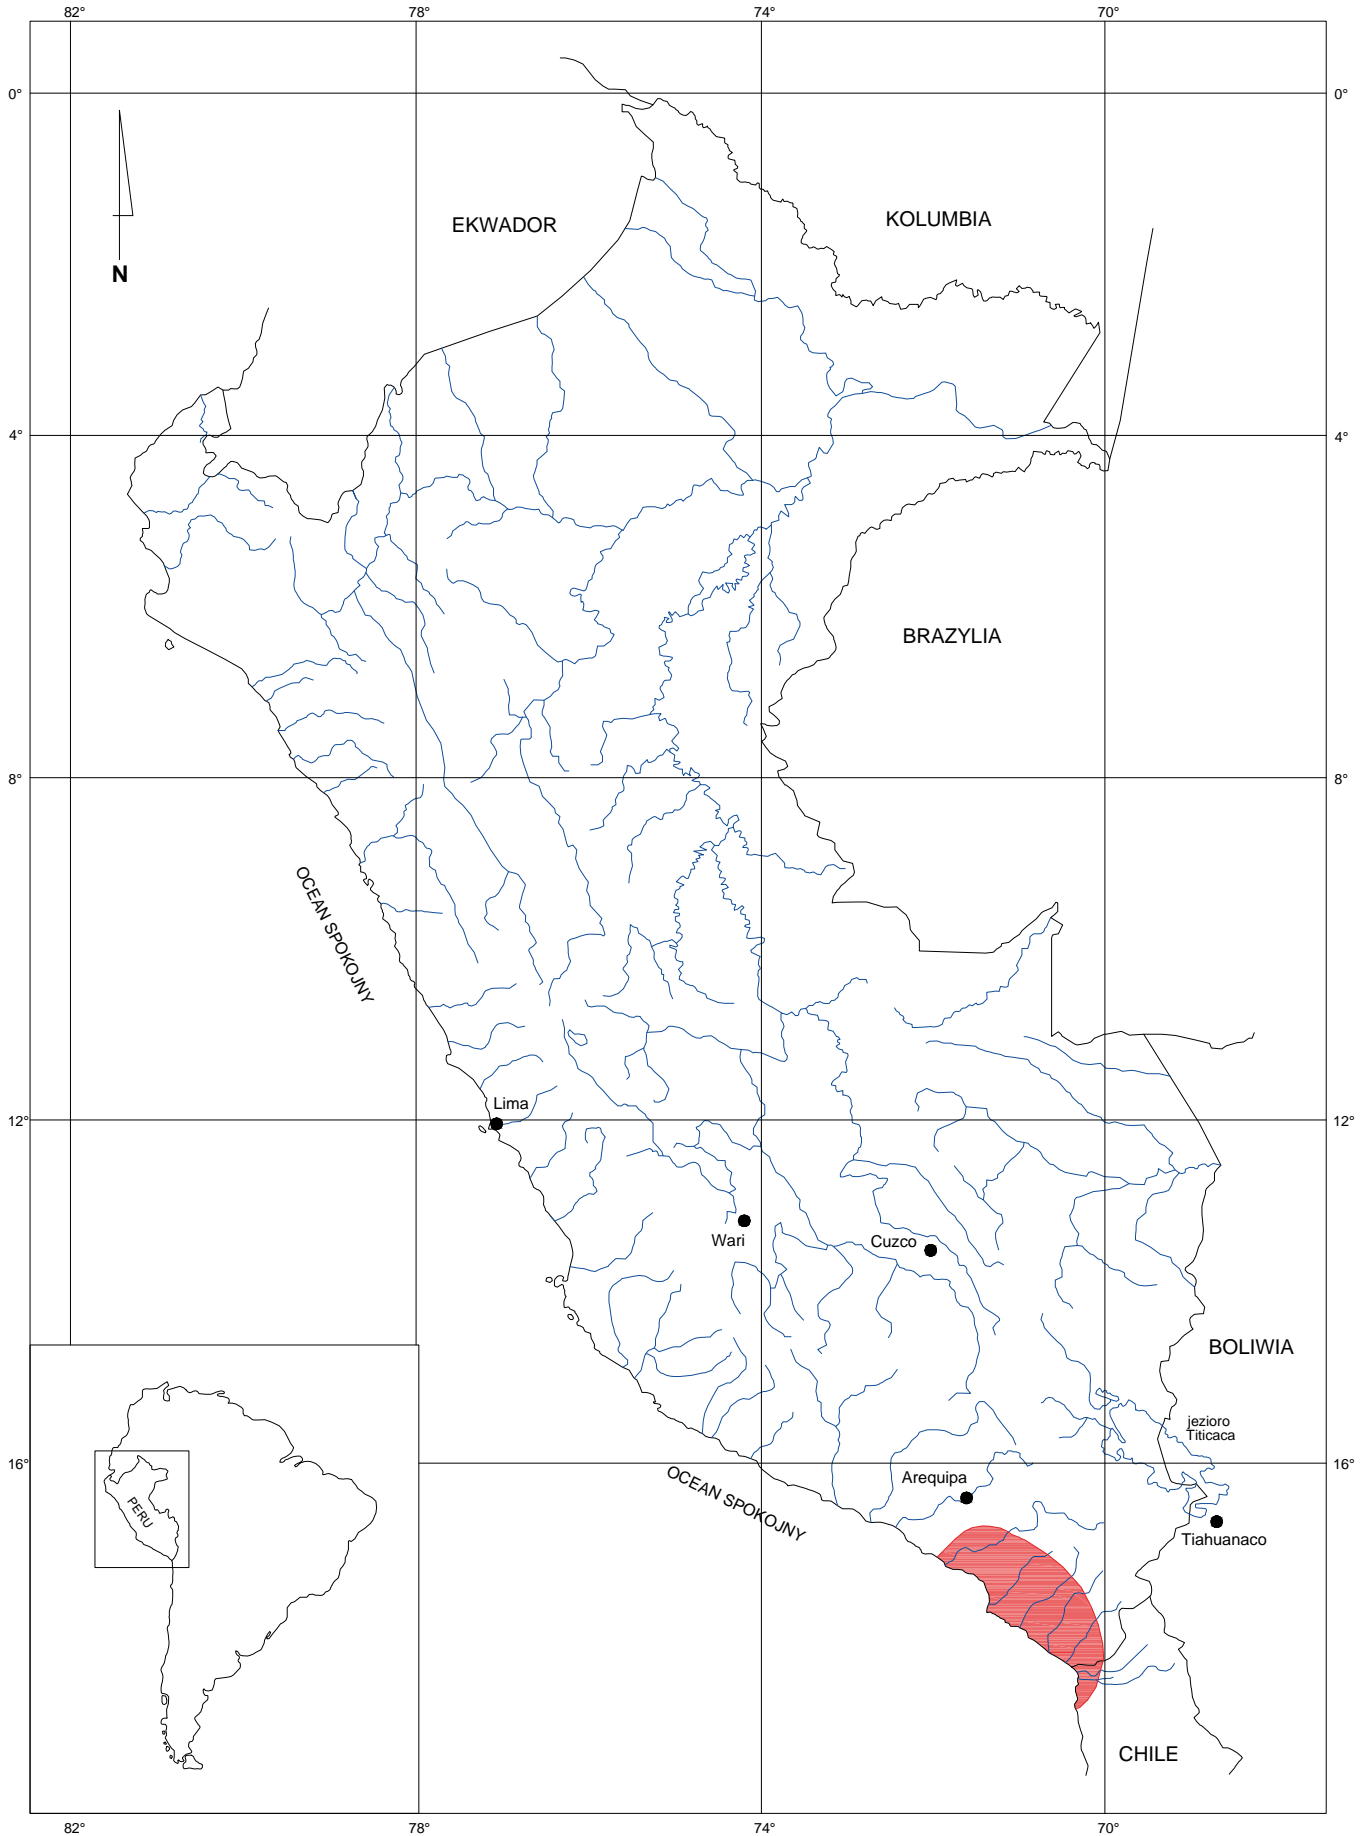 82°
78°
74°
70°
0°
0°
EKWADOR
KOLUMBIA
N
4°
4°
BRAZYLIA
8°
8°
OCEAN SPOKOJNY
Lima
12°
12°
Wari
Cuzco
BOLIWIA
jezioro
Titicaca
16°
16°
OCEAN SPOKOJNY
Arequipa
PERU
Tiahuanaco
CHILE
82°
78°
74°
70°